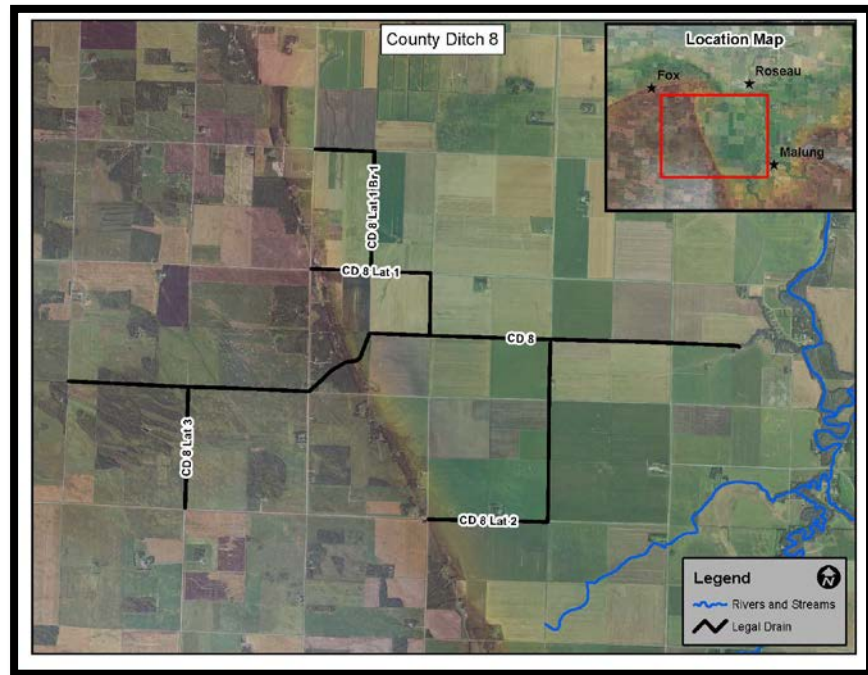 County Ditch 8
Location Map
Fox
Roseau
Malung
CD 8 Lat 1 Br 1
CD 8 Lat 1
CD 8
CD 8 Lat 3
CD 8 Lat 2
Legend
N
Rivers and Streams
Legal Drain